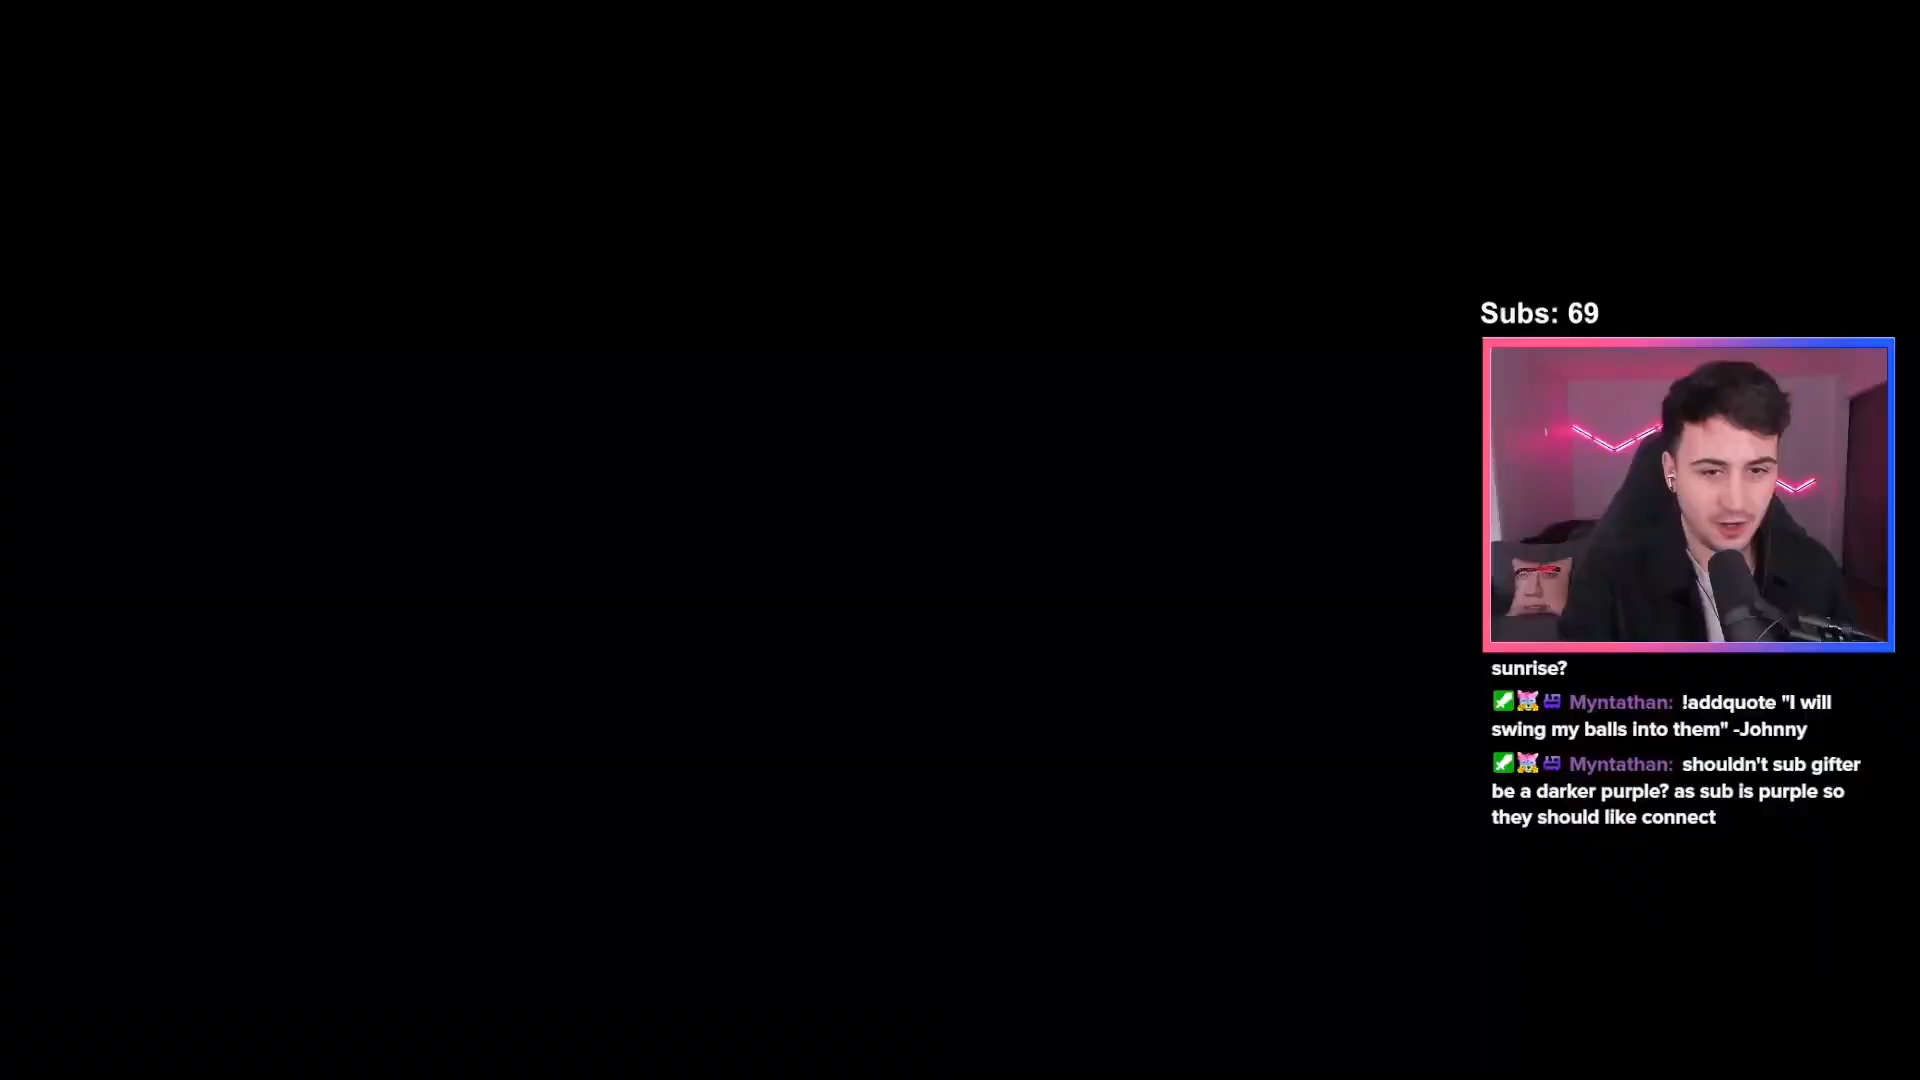 Subs: 69
sunrise?
Myntathan: !addquote "I will
swing my balls into them" -Johnny
Myntathan: shouldn't sub gifter
be a darker purple? as sub is purple so
they should like connect